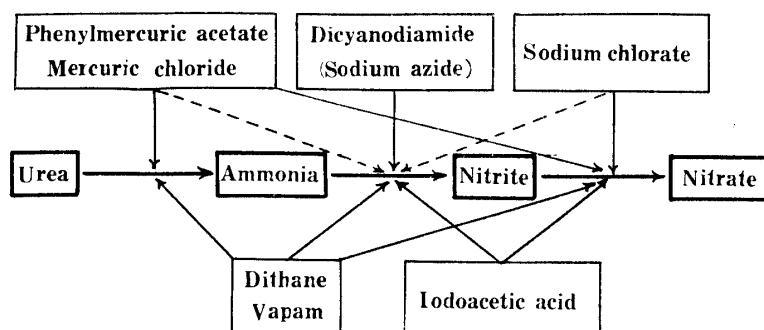 Phenylmercuric acetate
Mercuric chloride
Dicyanodiamide
(Sodium azide)
Sodium chlorate
Urea
Ammonia
Nitrite
Nitrate
Dithane
Vapam
Iodoacetic acid